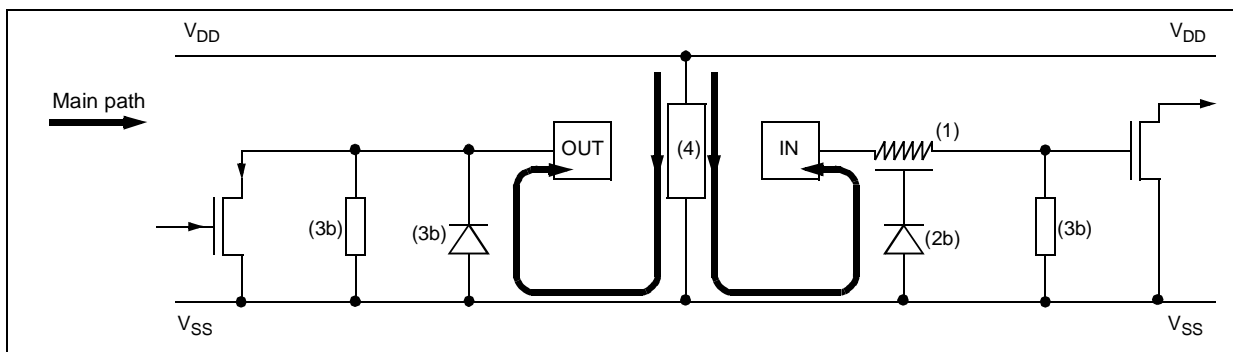 VDD
VDD
Main path
OUT
(4)
IN
(1)
(3b)
(3b)
(2b)
(3b)
VSS
VSS